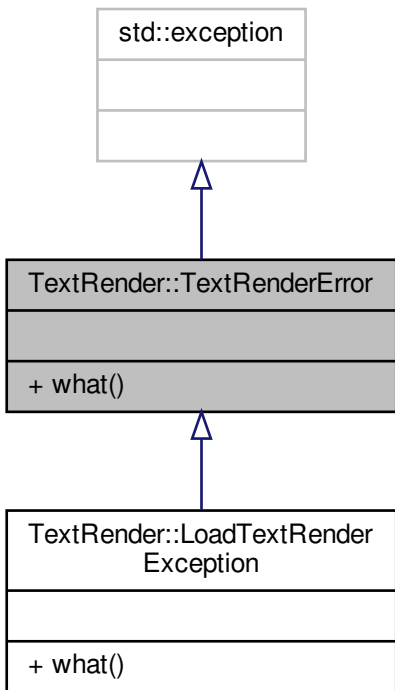 std::exception
TextRender::TextRenderError
+ what()
TextRender::LoadTextRender
Exception
+ what()